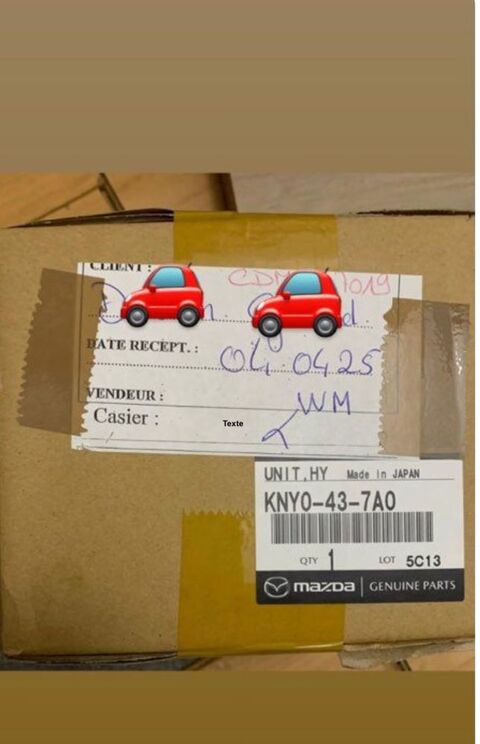 CLIENT :
DATE RECEPT. : 04 04 25
VENDEUR : WM
Casier : Texte
UNIT,HY Made in JAPAN
KNY0-43-7A0
QTY 1 LOT 5C13
mazda GENUINE PARTS